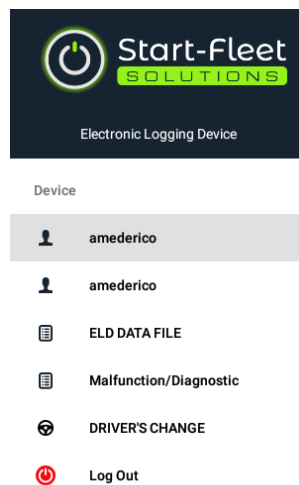 Start-Fleet
SOLUTIONS
Electronic Logging Device
Device
amederico
amederico
ELD DATA FILE
Malfunction/Diagnostic
DRIVER'S CHANGE
Log Out